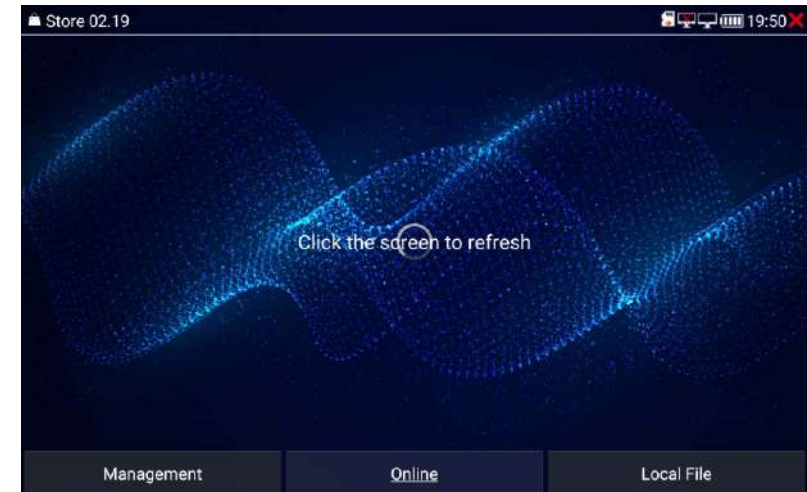 Store 02.19 19:50
Click the screen to refresh
Management Online Local File